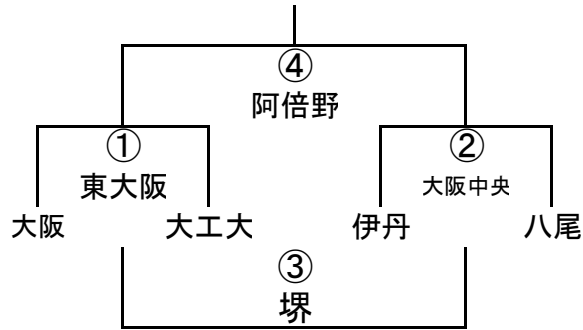 ④
阿倍野
① ②
東大阪 大阪中央
大阪 大工大 伊丹 八尾
③
堺